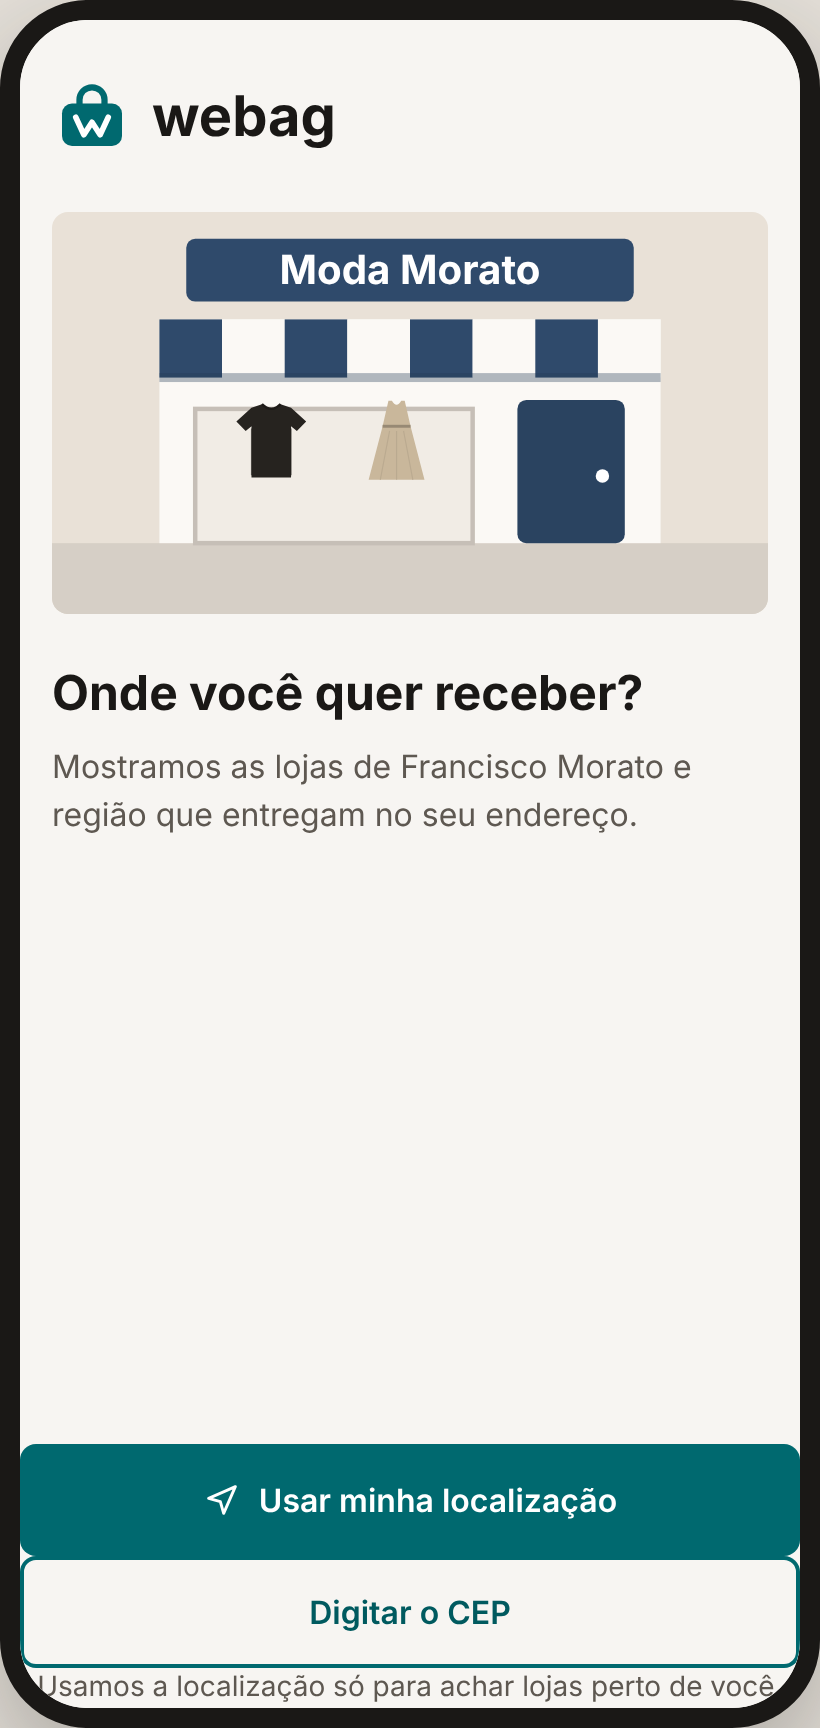 webag
Moda Morato
Onde você quer receber?
Mostramos as lojas de Francisco Morato e
região que entregam no seu endereço.
Usar minha localização
Digitar o CEP
Usamos a localização só para achar lojas perto de você.